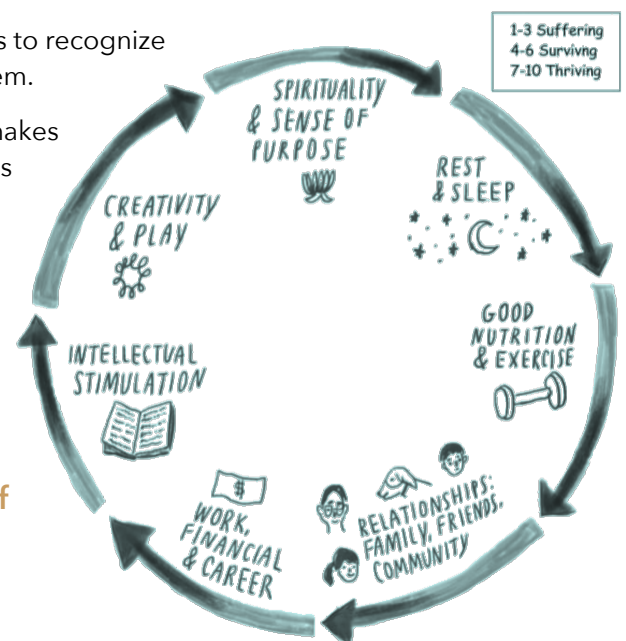 s to recognize
em.
nakes
s
f
1-3 Suffering
4-6 Survivng
7-10 Thriving
SPIRITUALITY
& SENSE OF
PURPOSE
REST
& SLEEP
GOOD
NUTRITION
& EXERCISE
RELATIONSHIPS:
FAMILY, FRIENDS,
COMMUNITY
$
WORK,
FINANCIAL
& CAREER
INTELLECTUAL
STIMULATION
CREATIVITY
& PLAY